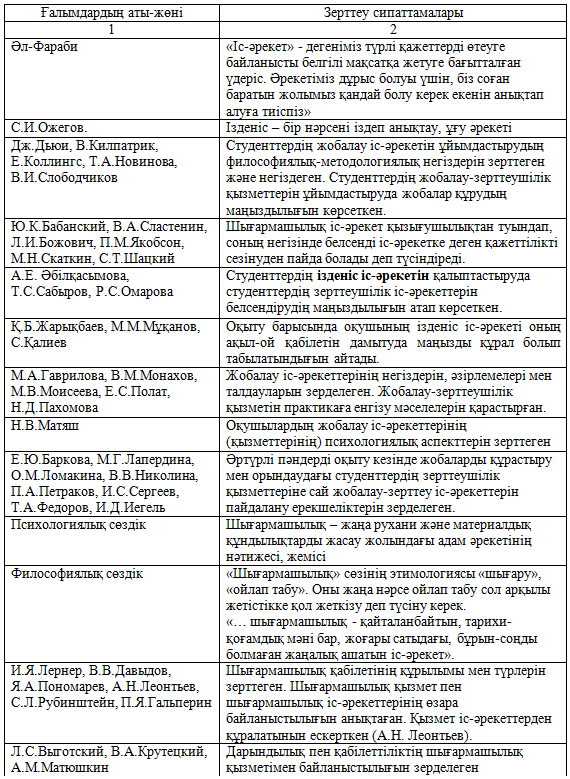 Ғалымдардың аты-жөні
Зерттеу сипаттамалары
1
2
Әл-Фараби
«Іс-әрекет» - дегеніміз түрлі қажеттерді өтеуге
байланысты белгілі мақсатқа жетуге бағытталған
үдеріс. Әрекетіміз дұрыс болуы үшін, біз соған
баратын жолымыз қандай болу керек екенін анықтап
алуға тиіспіз»
С.И.Ожегов.
Ізденіс – бір нәрсені іздеп анықтау, ұғу әрекеті
Дж.Дьюи, В.Килпатрик,
Е.Коллингс, Т.А.Новинова,
В.И.Слободчиков
Студенттердің жобалау іс-әрекетін ұйымдастырудың
философиялық-методологиялық негіздерін зерттеген
және негіздеген. Студенттердің жобалау-зерттеушілік
қызметтерін ұйымдастыруда жобалар құрудың
маңыздылығын көрсеткен.
Ю.К.Бабанский, В.А.Сластенин,
Л.И.Божович, П.М.Якобсон,
М.Н.Скаткин, С.Т.Шацкий
Шығармашылық іс-әрекет қызығушылықтан туындап,
соның негізінде белсенді іс-әрекетке деген қажеттілікті
сезінуден пайда болады деп түсіндіреді.
А.Е. Әбілқасымова,
Т.С.Сабыров, Р.С.Омарова
Студенттердің ізденіс іс-әрекетін қалыптастыруда
студенттердің зерттеушілік іс-әрекеттерін
белсендірудің маңыздылығын атап көрсеткен.
Қ.Б.Жарықбаев, М.М.Мұқанов,
С.Қалиев
Оқыту барысында оқушының ізденіс іс-әрекеті оның
ақыл-ой қабілетін дамытуда маңызды құрал болып
табылатындығын айтады.
М.А.Гаврилова, В.М.Монахов,
М.В.Моисеева, Е.С.Полат,
Н.Д.Пахомова
Жобалау іс-әрекеттерінің негіздерін, әзірлемелері мен
талдауларын зерделеген. Жобалау-зерттеушілік
қызметін практикаға енгізу мәселелерін қарастырған.
Н.В.Матяш
Оқушылардың жобалау іс-әрекеттерінің
(қызметтерінің) психологиялық аспекттерін зерттеген
Е.Ю.Баркова, М.Г.Лапердина,
О.М.Ломакина, В.В.Николина,
П.А.Петраков, И.С.Сергеев,
Т.А.Федоров, И.Д.Иегель
Әртүрлі пәндерді оқыту кезінде жобаларды құрастыру
мен орындаудағы студенттердің зерттеушілік
қызметтеріне сай жобалау-зерттеу іс-әрекеттерін
пайдалану ерекшеліктерін зерделеген.
Психологиялық сөздік
Шығармашылық – жаңа рухани және материалдық
құндылықтарды жасау жолындағы адам әрекетінің
нәтижесі, жемісі
Философиялық сөздік
«Шығармашылық» сөзінің этимологиясы «шығару»,
«ойлап табу». Оны жаңа нәрсе ойлап табу сол арқылы
жетістікке қол жеткізу деп түсіну керек.
«… шығармашылық - қайталанбайтын, тарихи-
қоғамдық мәні бар, жоғары сатыдағы, бұрын-соңды
болмаған жаңалық ашатын іс-әрекет».
И.Я.Лернер, В.В.Давыдов,
Я.А.Пономарев, А.Н.Леонтьев,
С.Л.Рубинштейн, П.Я.Гальперин
Шығармашылық қабілетінің құрылымы мен түрлерін
зерттеген. Шығармашылық қызмет пен
шығармашылық іс-әрекеттерінің өзара
байланыстылығын анықтаған. Қызмет іс-әрекеттерден
құралатынын ескерткен (А.Н. Леонтьев).
Л.С.Выготский, В.А.Крутецкий,
А.М.Матюшкин
Дарындылық пен қабілеттіліктің шығармашылық
қызметімен байланыстылығын зерделеген